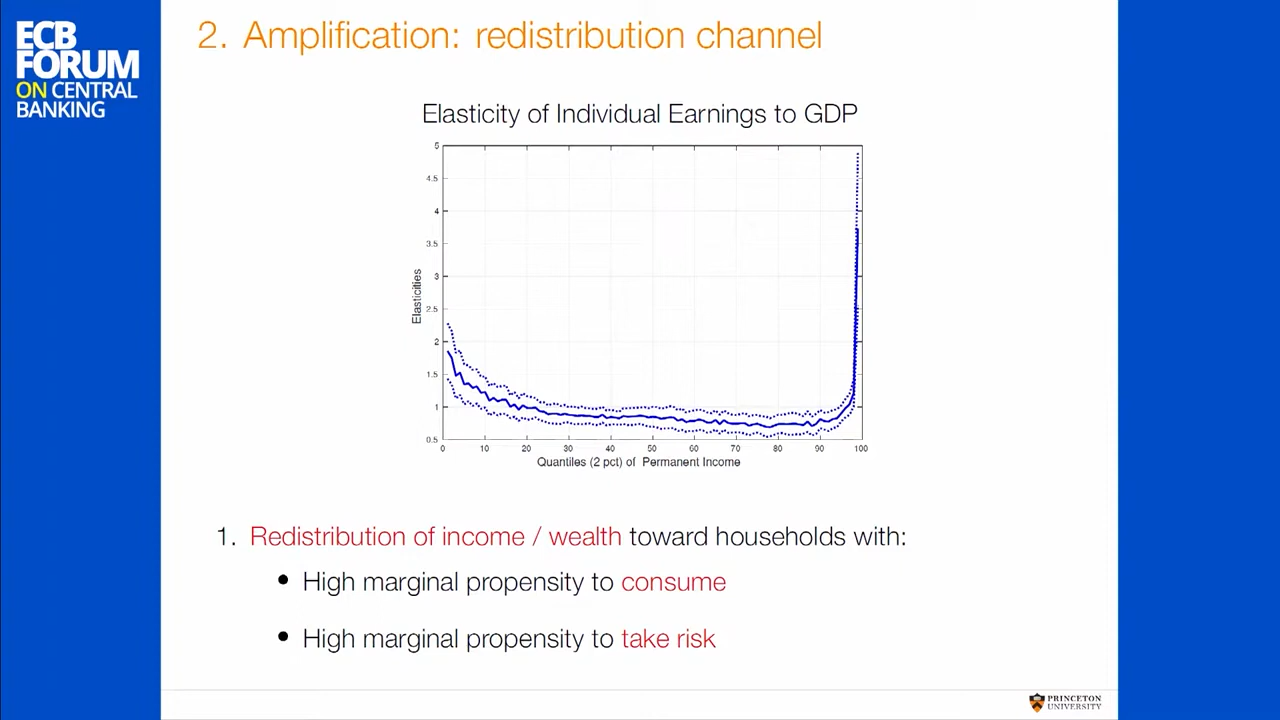 ECB
FORUM
ON CENTRAL
BANKING
2. Amplification: redistribution channel
Elasticity of Individual Earnings to GDP
5
4.5
4
3.5
3
2.5
2
1.5
1
0.5
Elasticities
0 10 20 30 40 50 60 70 80 90 100
Quantiles (2 pct) of Permanent Income
1. Redistribution of income / wealth toward households with:
• High marginal propensity to consume
• High marginal propensity to take risk
PRINCETON
UNIVERSITY